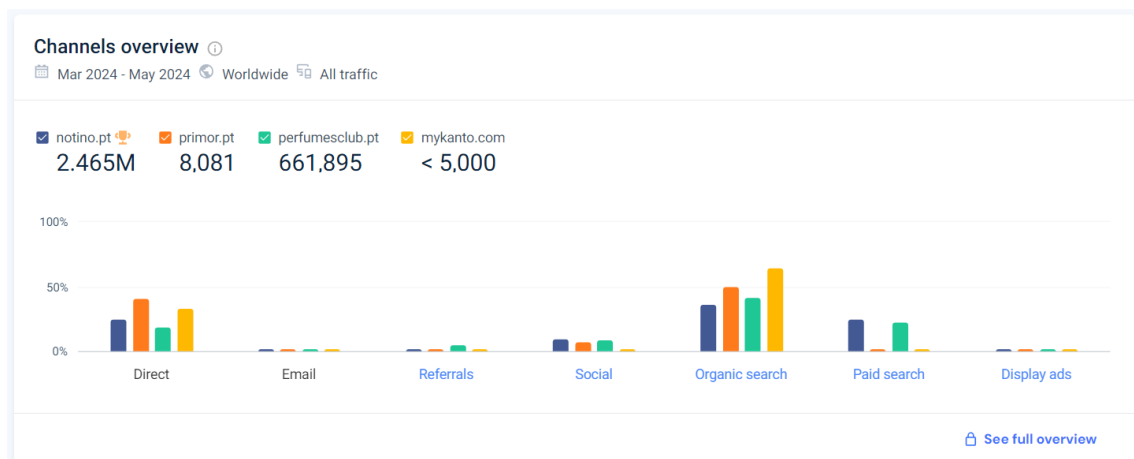 Channels overview
Mar 2024 - May 2024 Worldwide All traffic
notino.pt primor.pt perfumesclub.pt mykanto.com
2.465M 8,081 661,895 < 5,000
100%
50%
0%
Direct Email Referrals Social Organic search Paid search Display ads
See full overview